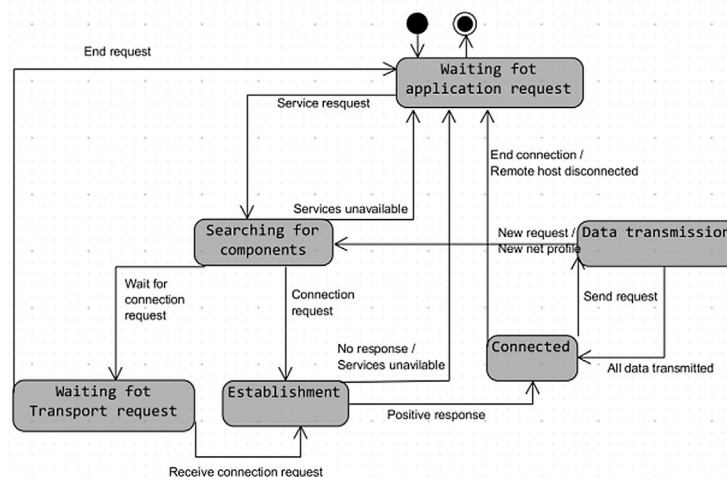 End request
Waiting fot
application request
Service resquest
End connection /
Remote host disconnected
Services unavailable
Searching for
components
New request /
New net profile
Data transmission
Wait for
connection
request
Connection
request
Send request
No response /
Services unavailable
Connected
All data transmitted
Waiting fot
Transport request
Establishment
Positive response
Receive connection request